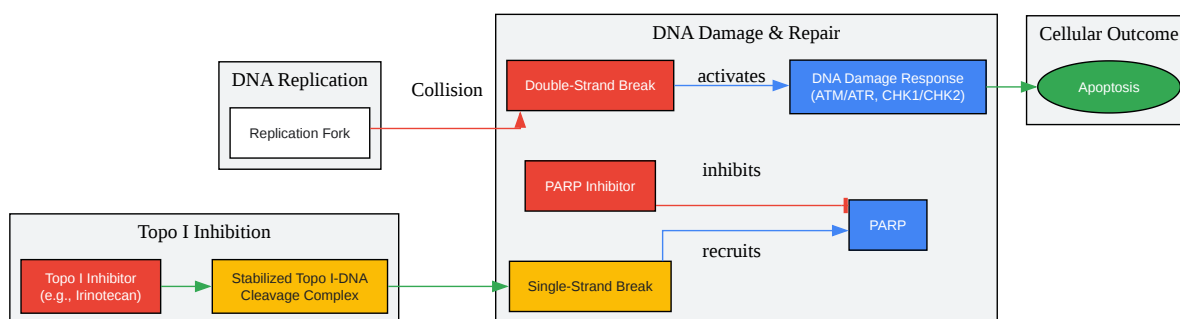 DNA Damage & Repair
Cellular Outcome
DNA Replication
Collision
Double-Strand Break
activates
DNA Damage Response
(ATM/ATR, CHK1/CHK2)
Apoptosis
Replication Fork
PARP Inhibitor
inhibits
PARP
recruits
Topo I Inhibition
Topo I Inhibitor
(e.g., Irinotecan)
Stabilized Topo I-DNA
Cleavage Complex
Single-Strand Break